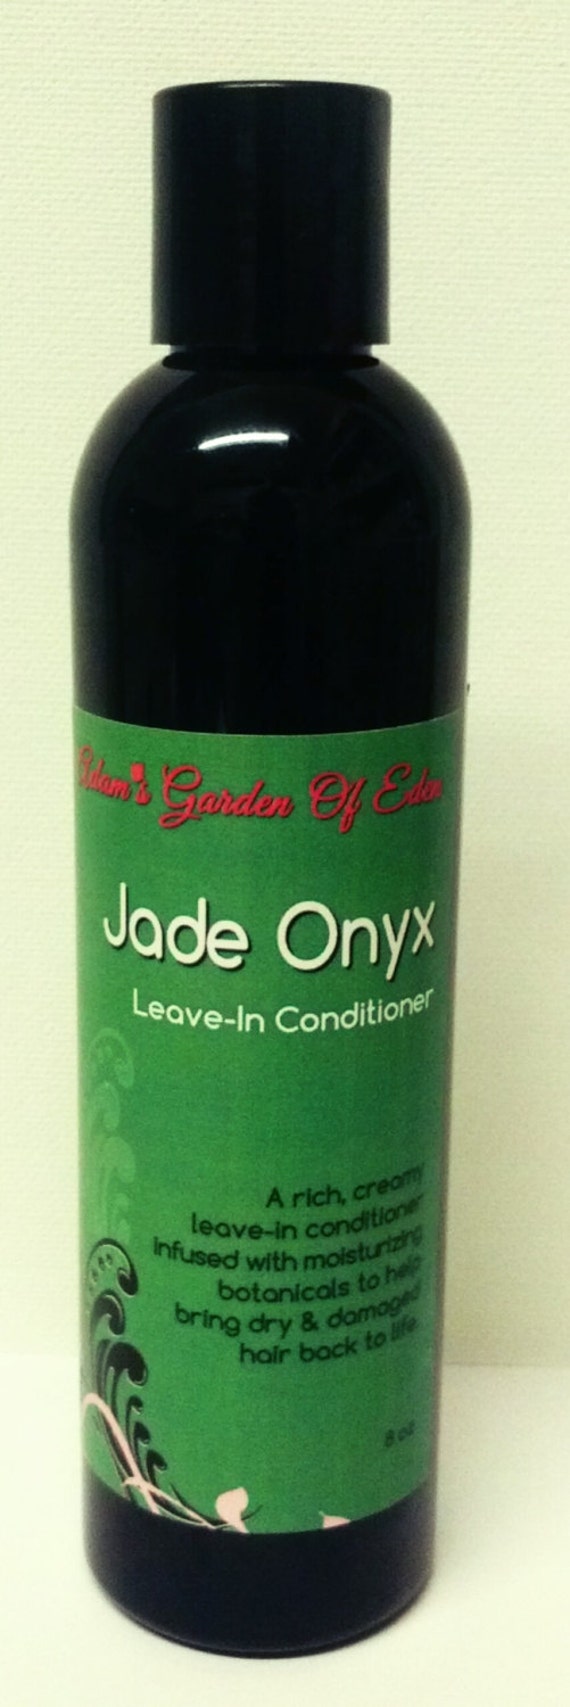 Adam's Garden Of Eden
Jade Onyx
Leave-In Conditioner
A rich, creamy
leave-in conditioner
infused with moisturizing
botanicals to help
bring dry & damaged
hair back to life.
8 oz